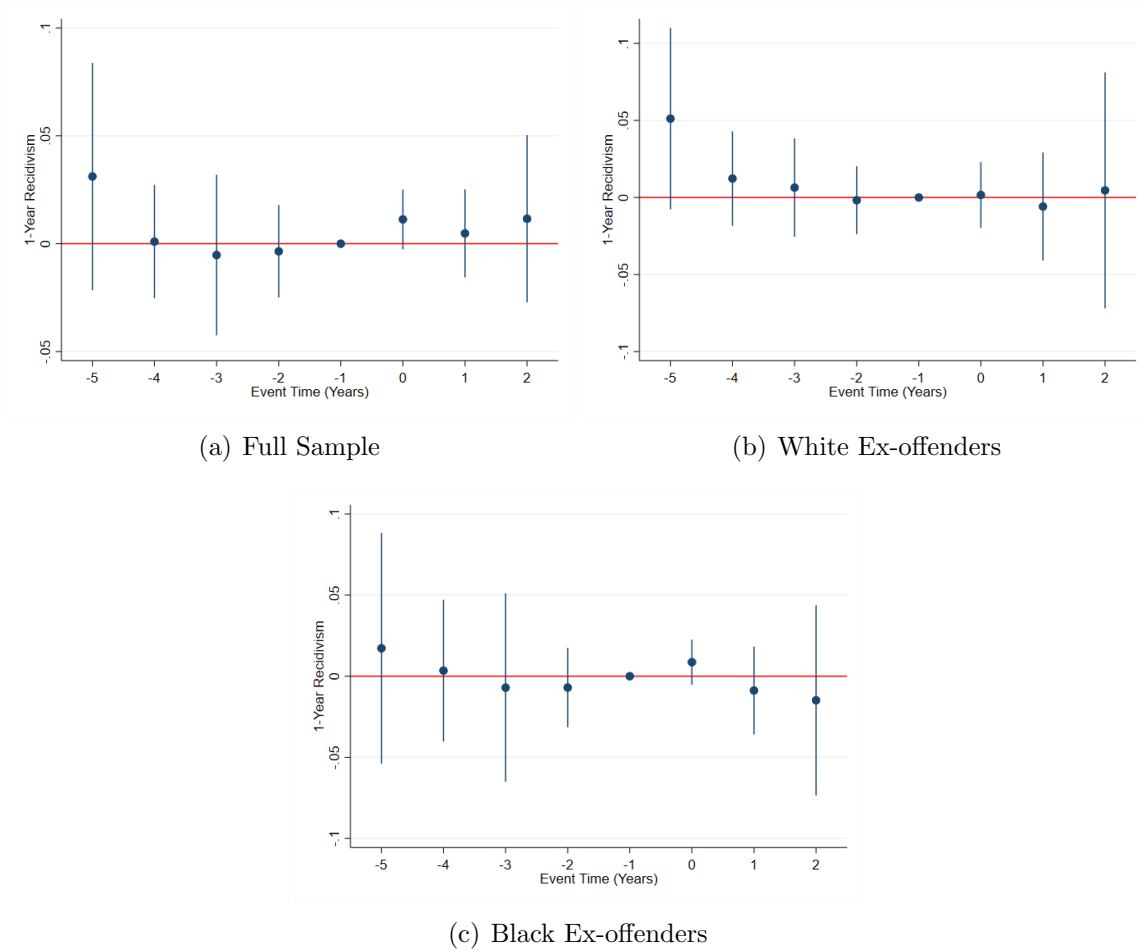 1-Year Recidivism
.1
.05
0
-.05
-5 -4 -3 -2 -1 0 1 2
Event Time (Years)
(a) Full Sample
1-Year Recidivism
.1
.05
0
-.05
-.1
-5 -4 -3 -2 -1 0 1 2
Event Time (Years)
(b) White Ex-offenders
1-Year Recidivism
.1
.05
0
-.05
-.1
-5 -4 -3 -2 -1 0 1 2
Event Time (Years)
(c) Black Ex-offenders